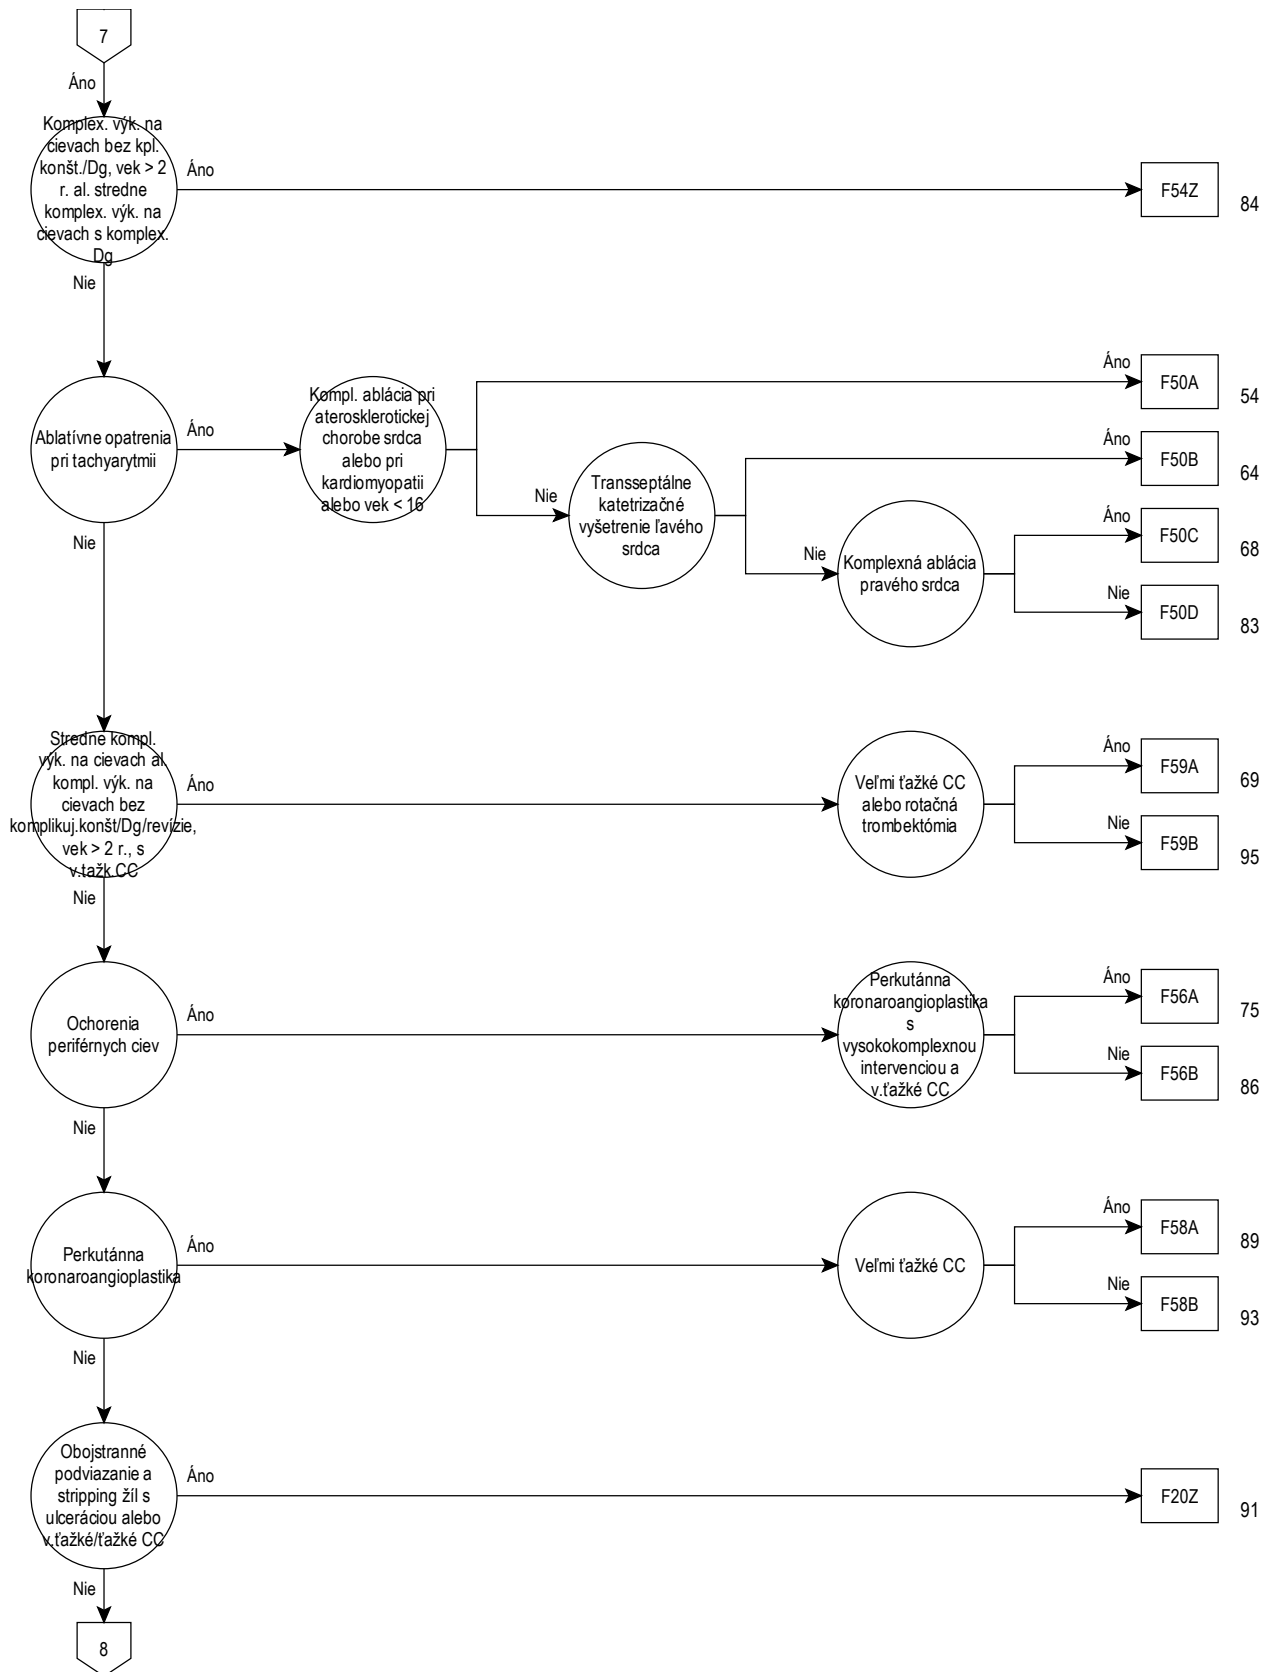 7
Áno
Komplex. výk. na
cievach bez kpl.
konšt./Dg, vek > 2
r. al. stredne
komplex. výk. na
cievach s komplex.
Dg
Áno
F54Z
84
Nie
Ablatívne opatrenia
pri tachyarytmii
Áno
Kompl. ablácia pri
aterosklerotickej
chorobe srdca
alebo pri
kardiomyopatii
alebo vek < 16
Áno
F50A
54
Nie
Transseptálne
katetrizačné
vyšetrenie ľavého
srdca
Áno
F50B
64
Nie
Komplexná ablácia
pravého srdca
Áno
F50C
68
Nie
F50D
83
Nie
Stredne kompl.
výk. na cievach al
kompl. výk. na
cievach bez
komplikuj.konšt/Dg/revízie,
vek > 2 r., s
v.tažk.CC
Áno
Veľmi ťažké CC
alebo rotačná
trombektómia
Áno
F59A
69
Nie
F59B
95
Nie
Ochorenia
periférnych ciev
Áno
Perkutánna
koronaroangioplastika
s
vysokokomplexnou
intervenciou a
v.ťažké CC
Áno
F56A
75
Nie
F56B
86
Nie
Perkutánna
koronaroangioplastika
Áno
Veľmi ťažké CC
Áno
F58A
89
Nie
F58B
93
Nie
Obojstranné
podviazanie a
stripping žíl s
ulceráciou alebo
v.ťažké/ťažké CC
Áno
F20Z
91
Nie
8